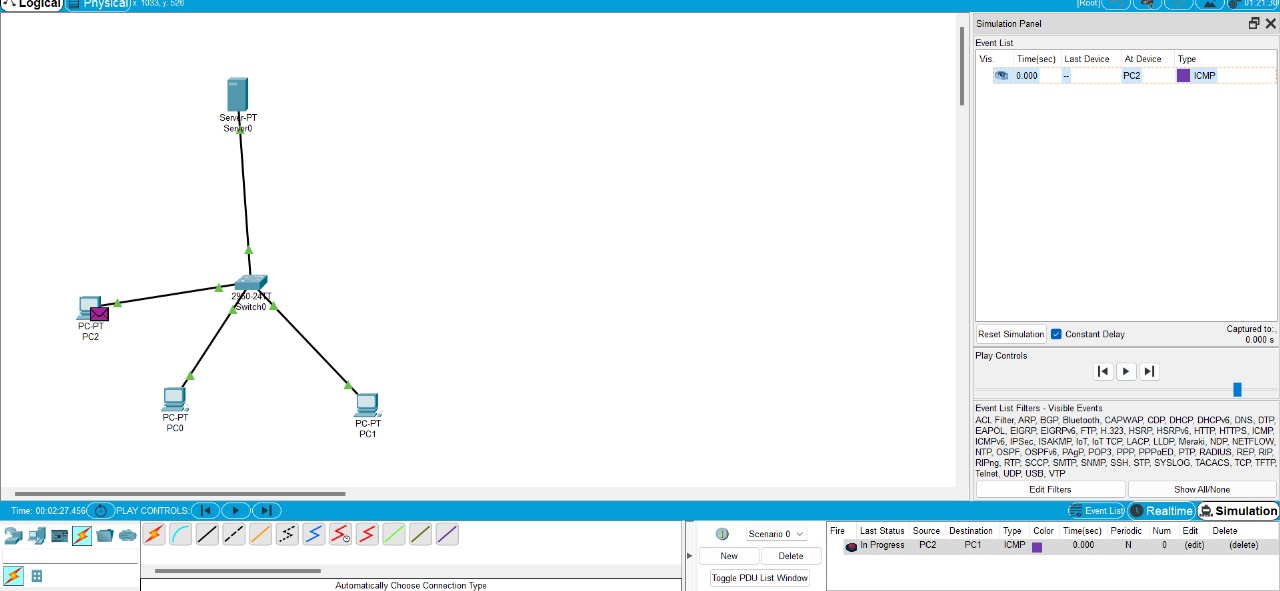 Logical Physical x: 1033, y: 526 [Root] 01:21:30
Server-PT
Server0
2950-24TT
Switch0
PC-PT
PC2
PC-PT
PC0
PC-PT
PC1
Simulation Panel
Event List
Vis. Time(sec) Last Device At Device Type
0.000 -- PC2 ICMP
Reset Simulation Constant Delay Captured to:
0.000 s
Play Controls
Event List Filters - Visible Events
ACL Filter, ARP, BGP, Bluetooth, CAPWAP, CDP, DHCP, DHCPv6, DNS, DTP,
EAPOL, EIGRP, EIGRPv6, FTP, H.323, HSRP, HSRPv6, HTTP, HTTPS, ICMP,
ICMPv6, IPSec, ISAKMP, IoT, IoT TCP, LACP, LLDP, Meraki, NDP, NETFLOW,
NTP, OSPF, OSPFv6, PAgP, POP3, PPP, PPPoED, PTP, RADIUS, REP, RIP,
RIPng, RTP, SCCP, SMTP, SNMP, SSH, STP, SYSLOG, TACACS, TCP, TFTP,
Telnet, UDP, USB, VTP
Edit Filters Show All/None
Time: 00:02:27.456 PLAY CONTROLS: Event List Realtime Simulation
Automatically Choose Connection Type
Scenario 0
New Delete
Toggle PDU List Window
Fire Last Status Source Destination Type Color Time(sec) Periodic Num Edit Delete
In Progress PC2 PC1 ICMP 0.000 N 0 (edit) (delete)